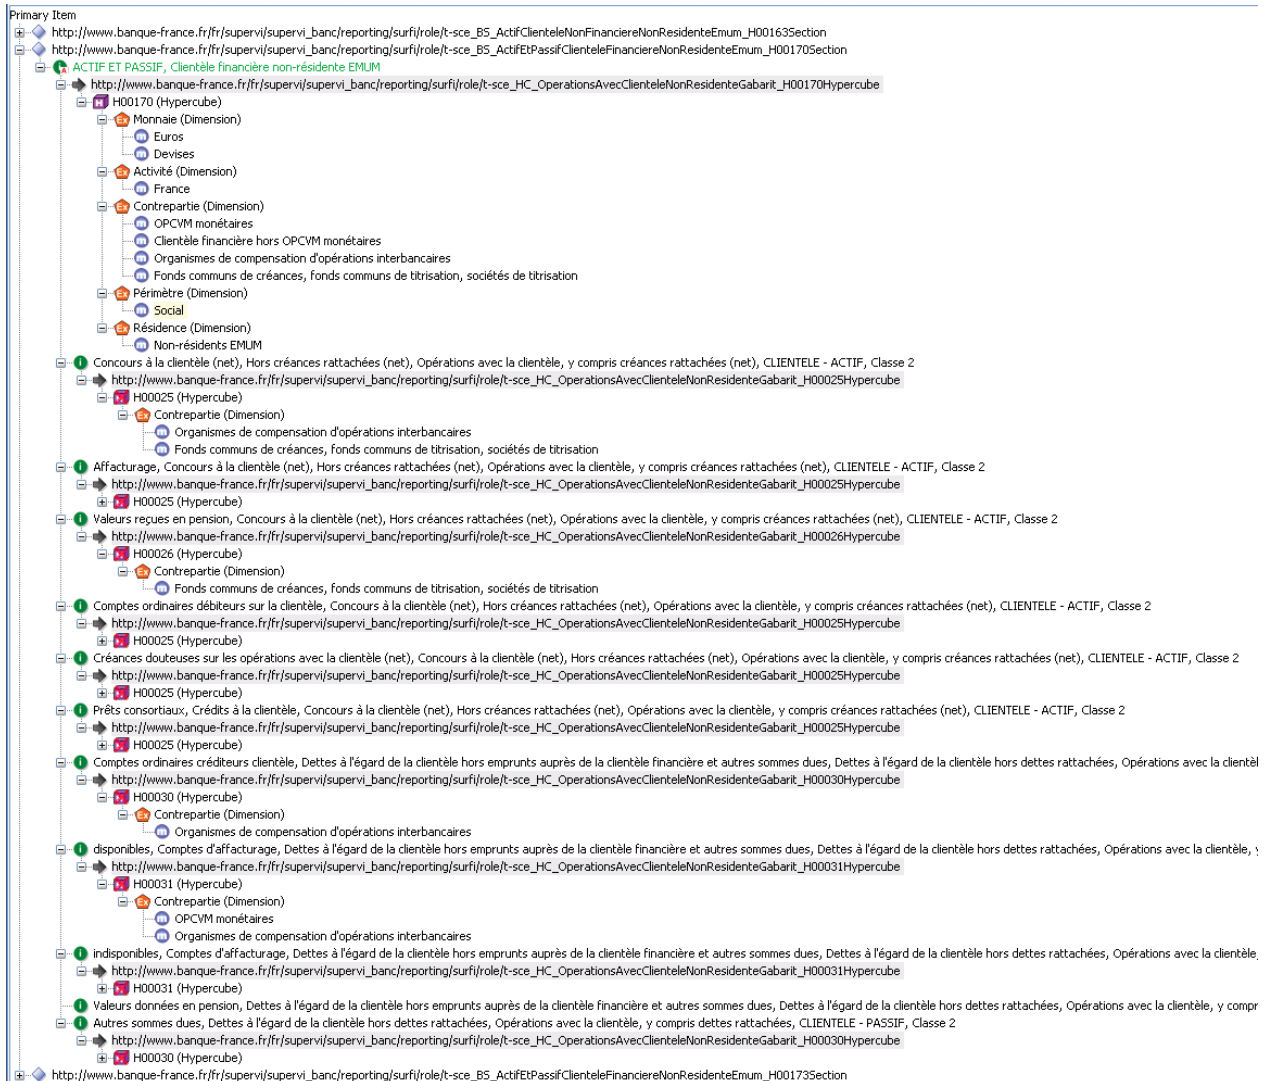 Primary Item
http://www.banque-france.fr/fr/supervi/supervi_banc/reporting/surfi/role/t-sce_BS_ActifClienteleNonFinanciereNonResidenteEmum_H00163Section
http://www.banque-france.fr/fr/supervi/supervi_banc/reporting/surfi/role/t-sce_BS_ActifEtPassifClienteleFinanciereNonResidenteEmum_H00170Section
ACTIF ET PASSIF, Clientèle financière non-résidente EMUM
http://www.banque-france.fr/fr/supervi/supervi_banc/reporting/surfi/role/t-sce_HC_OperationsAvecClienteleNonResidenteGabarit_H00170Hypercube
H00170 (Hypercube)
Monnaie (Dimension)
Euros
Devises
Activité (Dimension)
France
Contrepartie (Dimension)
OPCVM monétaires
Clientèle financière hors OPCVM monétaires
Organismes de compensation d'opérations interbancaires
Fonds communs de créances, fonds communs de titrisation, sociétés de titrisation
Périmètre (Dimension)
Social
Résidence (Dimension)
Non-résidents EMUM
Concours à la clientèle (net), Hors créances rattachées (net), Opérations avec la clientèle, y compris créances rattachées (net), CLIENTELE - ACTIF, Classe 2
http://www.banque-france.fr/fr/supervi/supervi_banc/reporting/surfi/role/t-sce_HC_OperationsAvecClienteleNonResidenteGabarit_H00025Hypercube
H00025 (Hypercube)
Contrepartie (Dimension)
Organismes de compensation d'opérations interbancaires
Fonds communs de créances, fonds communs de titrisation, sociétés de titrisation
Affacturage, Concours à la clientèle (net), Hors créances rattachées (net), Opérations avec la clientèle, y compris créances rattachées (net), CLIENTELE - ACTIF, Classe 2
http://www.banque-france.fr/fr/supervi/supervi_banc/reporting/surfi/role/t-sce_HC_OperationsAvecClienteleNonResidenteGabarit_H00025Hypercube
H00025 (Hypercube)
Valeurs reçues en pension, Concours à la clientèle (net), Hors créances rattachées (net), Opérations avec la clientèle, y compris créances rattachées (net), CLIENTELE - ACTIF, Classe 2
http://www.banque-france.fr/fr/supervi/supervi_banc/reporting/surfi/role/t-sce_HC_OperationsAvecClienteleNonResidenteGabarit_H00026Hypercube
H00026 (Hypercube)
Contrepartie (Dimension)
Fonds communs de créances, fonds communs de titrisation, sociétés de titrisation
Comptes ordinaires débiteurs sur la clientèle, Concours à la clientèle (net), Hors créances rattachées (net), Opérations avec la clientèle, y compris créances rattachées (net), CLIENTELE - ACTIF, Classe 2
http://www.banque-france.fr/fr/supervi/supervi_banc/reporting/surfi/role/t-sce_HC_OperationsAvecClienteleNonResidenteGabarit_H00025Hypercube
H00025 (Hypercube)
Créances douteuses sur les opérations avec la clientèle (net), Concours à la clientèle (net), Hors créances rattachées (net), Opérations avec la clientèle, y compris créances rattachées (net), CLIENTELE - ACTIF, Classe 2
http://www.banque-france.fr/fr/supervi/supervi_banc/reporting/surfi/role/t-sce_HC_OperationsAvecClienteleNonResidenteGabarit_H00025Hypercube
H00025 (Hypercube)
Prêts consortiaux, Crédits à la clientèle, Concours à la clientèle (net), Hors créances rattachées (net), Opérations avec la clientèle, y compris créances rattachées (net), CLIENTELE - ACTIF, Classe 2
http://www.banque-france.fr/fr/supervi/supervi_banc/reporting/surfi/role/t-sce_HC_OperationsAvecClienteleNonResidenteGabarit_H00025Hypercube
H00025 (Hypercube)
Comptes ordinaires créditeurs clientèle, Dettes à l'égard de la clientèle hors emprunts auprès de la clientèle financière et autres sommes dues, Dettes à l'égard de la clientèle hors dettes rattachées, Opérations avec la clientèl
http://www.banque-france.fr/fr/supervi/supervi_banc/reporting/surfi/role/t-sce_HC_OperationsAvecClienteleNonResidenteGabarit_H00030Hypercube
H00030 (Hypercube)
Contrepartie (Dimension)
Organismes de compensation d'opérations interbancaires
disponibles, Comptes d'affacturage, Dettes à l'égard de la clientèle hors emprunts auprès de la clientèle financière et autres sommes dues, Dettes à l'égard de la clientèle hors dettes rattachées, Opérations avec la clientèle, y
http://www.banque-france.fr/fr/supervi/supervi_banc/reporting/surfi/role/t-sce_HC_OperationsAvecClienteleNonResidenteGabarit_H00031Hypercube
H00031 (Hypercube)
Contrepartie (Dimension)
OPCVM monétaires
Organismes de compensation d'opérations interbancaires
indisponibles, Comptes d'affacturage, Dettes à l'égard de la clientèle hors emprunts auprès de la clientèle financière et autres sommes dues, Dettes à l'égard de la clientèle hors dettes rattachées, Opérations avec la clientèle,
http://www.banque-france.fr/fr/supervi/supervi_banc/reporting/surfi/role/t-sce_HC_OperationsAvecClienteleNonResidenteGabarit_H00031Hypercube
H00031 (Hypercube)
Valeurs données en pension, Dettes à l'égard de la clientèle hors emprunts auprès de la clientèle financière et autres sommes dues, Dettes à l'égard de la clientèle hors dettes rattachées, Opérations avec la clientèle, y compr
Autres sommes dues, Dettes à l'égard de la clientèle hors dettes rattachées, Opérations avec la clientèle, y compris dettes rattachées, CLIENTELE - PASSIF, Classe 2
http://www.banque-france.fr/fr/supervi/supervi_banc/reporting/surfi/role/t-sce_HC_OperationsAvecClienteleNonResidenteGabarit_H00030Hypercube
H00030 (Hypercube)
http://www.banque-france.fr/fr/supervi/supervi_banc/reporting/surfi/role/t-sce_BS_ActifEtPassifClienteleFinanciereNonResidenteEmum_H00173Section